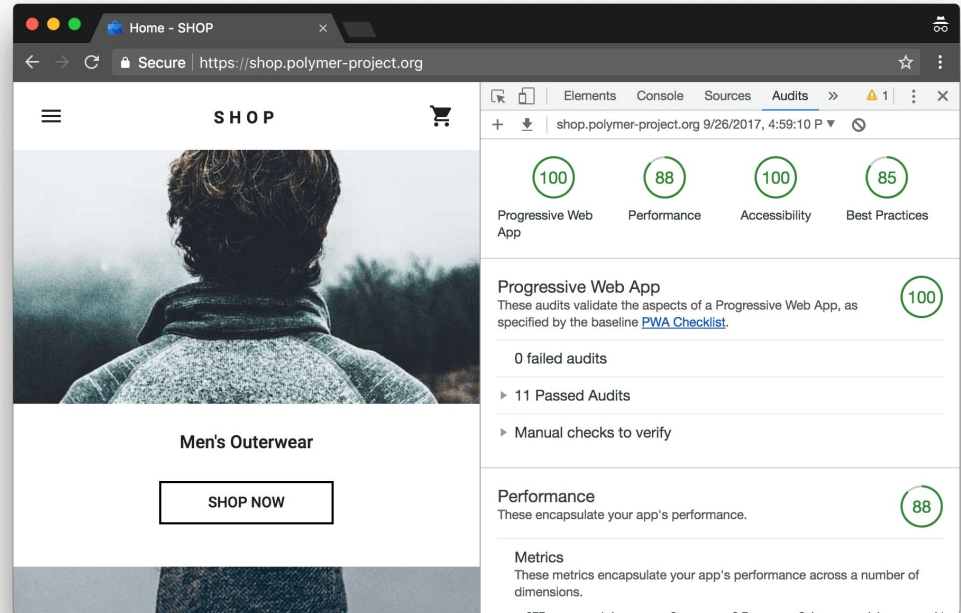 Home - SHOP
Secure | https://shop.polymer-project.org
SHOP
Men's Outerwear
SHOP NOW
Elements Console Sources Audits » 1
shop.polymer-project.org 9/26/2017, 4:59:10 P
100 88 100 85
Progressive Web App Performance Accessibility Best Practices
Progressive Web App
100
These audits validate the aspects of a Progressive Web App, as
specified by the baseline PWA Checklist.
0 failed audits
11 Passed Audits
Manual checks to verify
Performance
88
These encapsulate your app's performance.
Metrics
These metrics encapsulate your app's performance across a number of
dimensions.